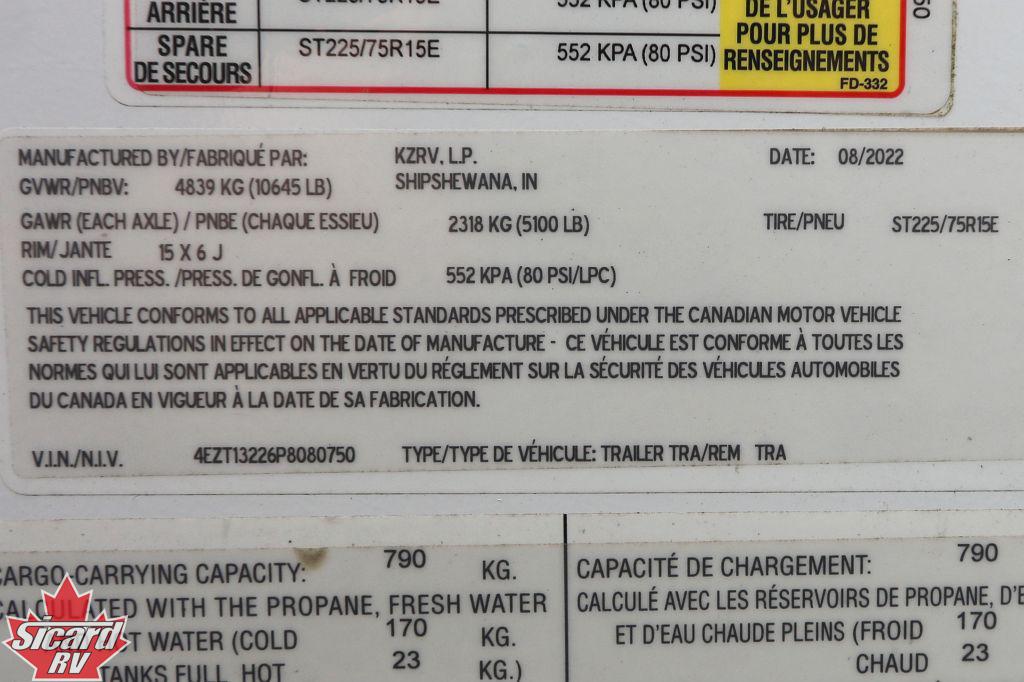 ARRIÈRE ST225/75R15E 552 KPA (80 PSI) DE L'USAGER
POUR PLUS DE
SPARE ST225/75R15E 552 KPA (80 PSI) RENSEIGNEMENTS
DE SECOURS FD-332
MANUFACTURED BY/FABRIQUÉ PAR: KZRV, L.P. DATE: 08/2022
GVWR/PNBV: 4839 KG (10645 LB) SHIPSHEWANA, IN
GAWR (EACH AXLE) / PNBE (CHAQUE ESSIEU) 2318 KG (5100 LB) TIRE/PNEU ST225/75R15E
RIM/JANTE 15 X 6 J
COLD INFL. PRESS. /PRESS. DE GONFL. À FROID 552 KPA (80 PSI/LPC)
THIS VEHICLE CONFORMS TO ALL APPLICABLE STANDARDS PRESCRIBED UNDER THE CANADIAN MOTOR VEHICLE
SAFETY REGULATIONS IN EFFECT ON THE DATE OF MANUFACTURE - CE VÉHICULE EST CONFORME À TOUTES LES
NORMES QUI LUI SONT APPLICABLES EN VERTU DU RÉGLEMENT SUR LA SÉCURITÉ DES VÉHICULES AUTOMOBILES
DU CANADA EN VIGUEUR À LA DATE DE SA FABRICATION.
V.I.N./N.I.V. 4EZT13226P8080750 TYPE/TYPE DE VÉHICULE: TRAILER TRA/REM TRA
CARGO CARRYING CAPACITY: 790 KG.
CALCULATED WITH THE PROPANE, FRESH WATER
WATER (COLD 170 KG.
TANKS FULL HOT 23 KG.)
CAPACITÉ DE CHARGEMENT: 790
CALCULÉ AVEC LES RÉSERVOIRS DE PROPANE, D'E
ET D'EAU CHAUDE PLEINS (FROID 170
CHAUD 23
Sicard
RV